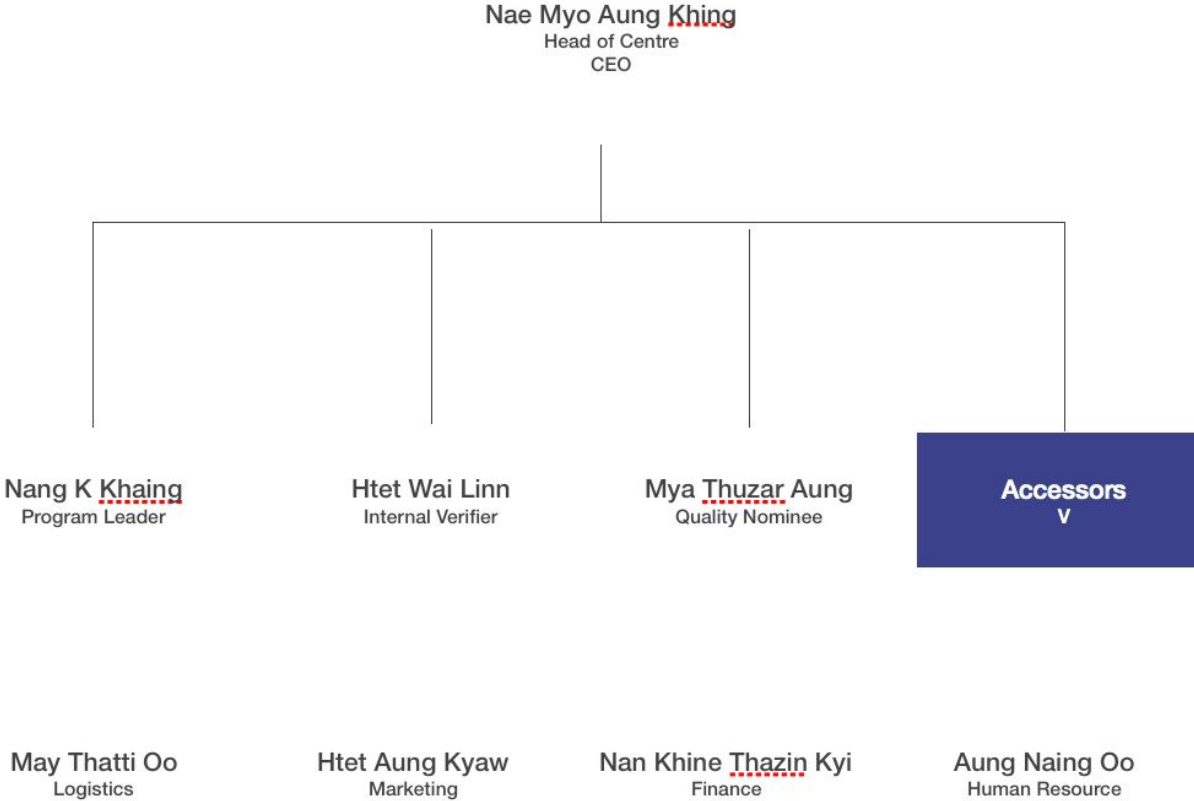 Nae Myo Aung Khing
Head of Centre
CEO
Nang K Khaing
Program Leader
Htet Wai Linn
Internal Verifier
Mya Thuzar Aung
Quality Nominee
Accessors
V
May Thatti Oo
Logistics
Htet Aung Kyaw
Marketing
Nan Khine Thazin Kyi
Finance
Aung Naing Oo
Human Resource